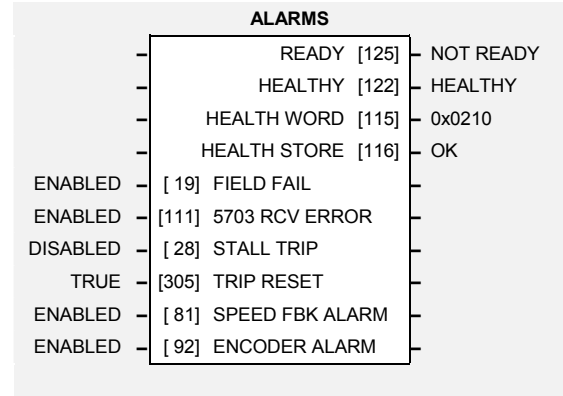 ALARMS
READY [125] NOT READY
HEALTHY [122] HEALTHY
HEALTH WORD [115] 0x0210
HEALTH STORE [116] OK
ENABLED [ 19] FIELD FAIL
ENABLED [111] 5703 RCV ERROR
DISABLED [ 28] STALL TRIP
TRUE [305] TRIP RESET
ENABLED [ 81] SPEED FBK ALARM
ENABLED [ 92] ENCODER ALARM